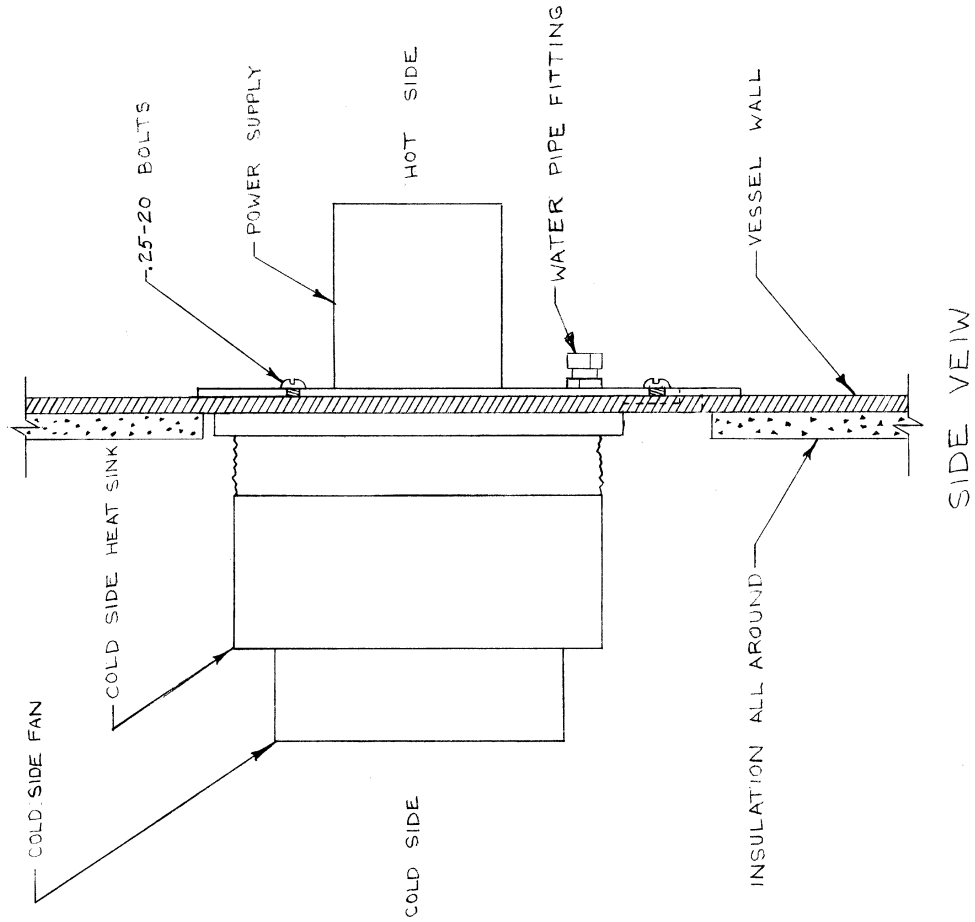 COLD SIDE FAN
COLD SIDE HEAT SINK
.25-20 BOLTS
POWER SUPPLY
COLD SIDE
HOT SIDE
WATER PIPE FITTING
INSULATION ALL AROUND
VESSEL WALL
SIDE VEIW